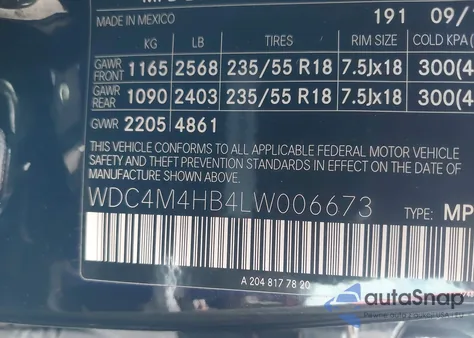 MADE IN MEXICO 191 09/
KG LB TIRES RIM SIZE COLD KPA
GAWR FRONT 1165 2568 235/55 R18 7.5Jx18 300(4
GAWR REAR 1090 2403 235/55 R18 7.5Jx18 300(4
GVWR 2205 4861
THIS VEHICLE CONFORMS TO ALL APPLICABLE FEDERAL MOTOR VEHICLE
SAFETY AND THEFT PREVENTION STANDARDS IN EFFECT ON THE DATE
OF MANUFACTURE SHOWN ABOVE.
WDC4M4HB4LW006673
TYPE: MP
A 204 817 78 20
autoSnap